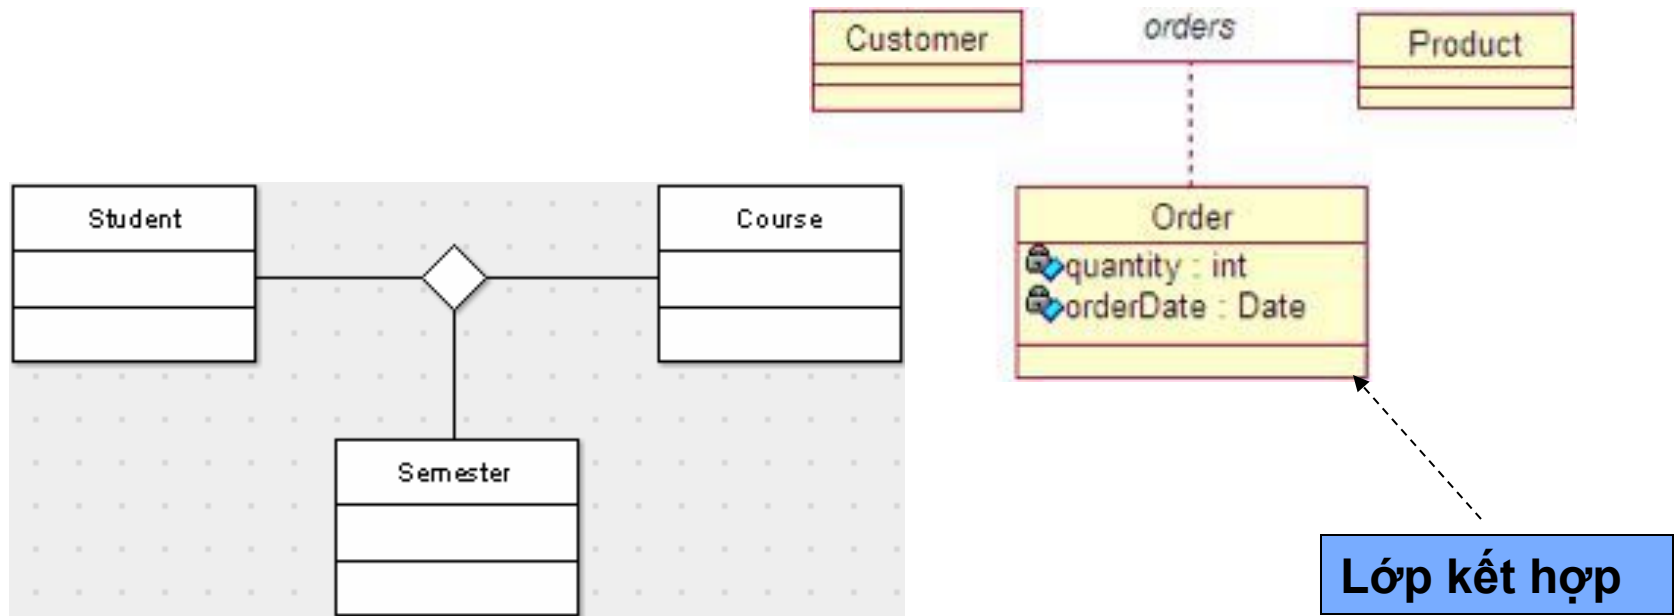 Customer
orders
Product
Student
Course
Semester
Order
quantity : int
orderDate : Date
Lớp kết hợp